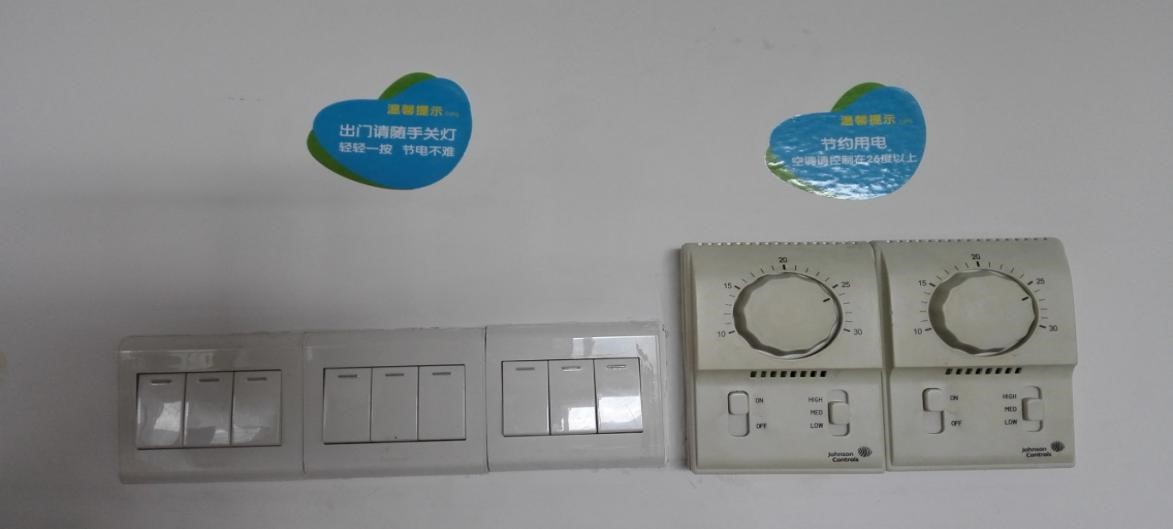 温馨提示
出门请随手关灯
轻轻一按 节电不难
温馨提示
节约用电
空调请控制在26度以上
10 15 20 25 30
ON
OFF
HIGH
MED
LOW
Johnson
Controls
10 15 20 25 30
ON
OFF
HIGH
MED
LOW
Johnson
Controls